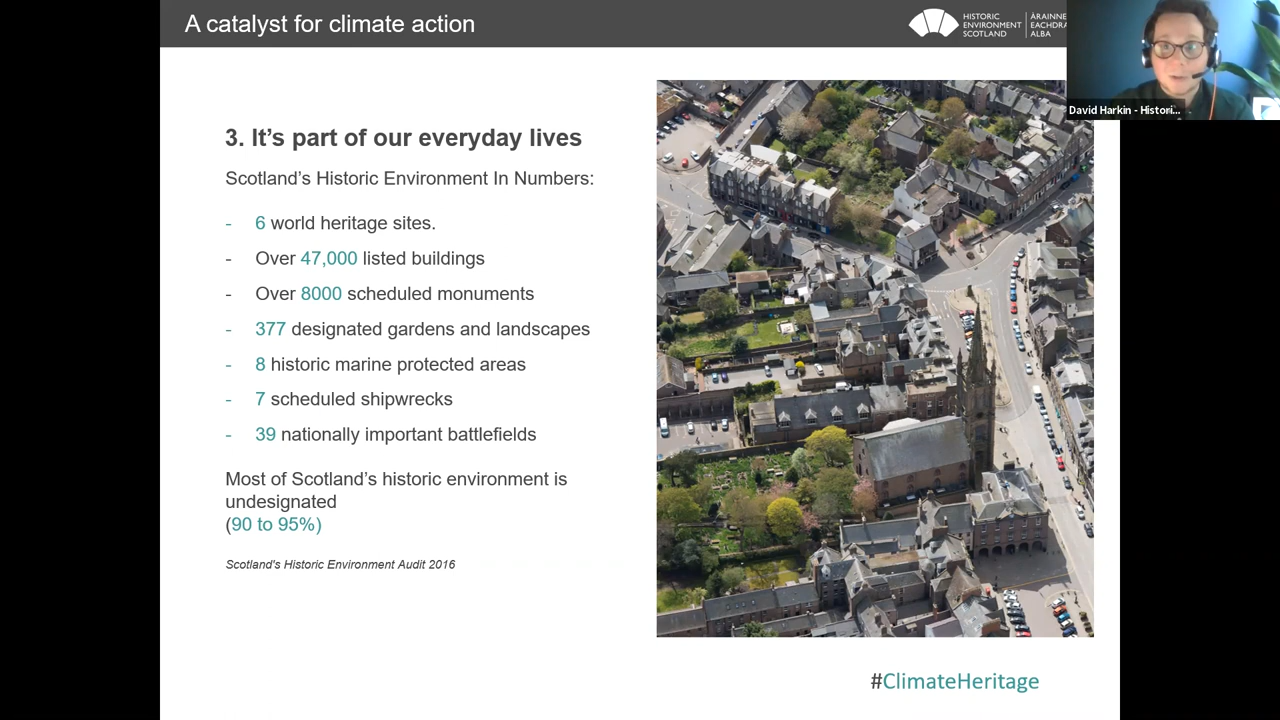 A catalyst for climate action
HISTORIC
ENVIRONMENT
SCOTLAND
ÀRAINNE
EACHDRA
ALBA
David Harkin - Histori...
3. It's part of our everyday lives
Scotland's Historic Environment In Numbers:
- 6 world heritage sites.
- Over 47,000 listed buildings
- Over 8000 scheduled monuments
- 377 designated gardens and landscapes
- 8 historic marine protected areas
- 7 scheduled shipwrecks
- 39 nationally important battlefields
Most of Scotland's historic environment is
undesignated
(90 to 95%)
Scotland's Historic Environment Audit 2016
#ClimateHeritage